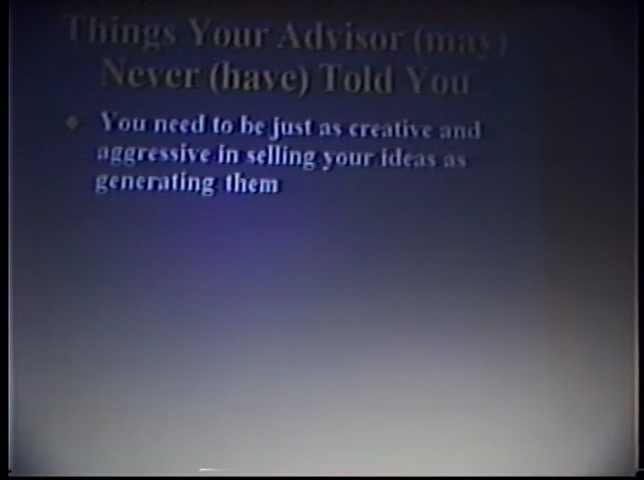 Things Your Advisor (may)
Never (have) Told You
You need to be just as creative and
aggressive in selling your ideas as
generating them